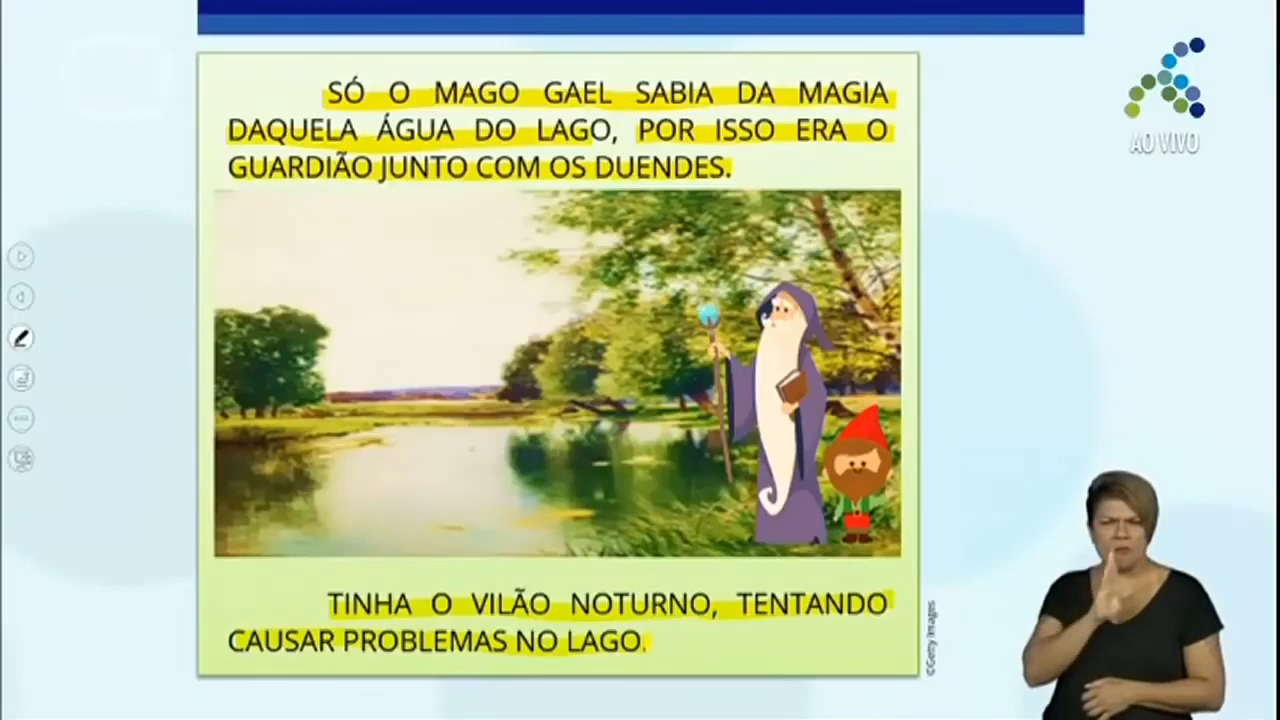 SÓ O MAGO GAEL SABIA DA MAGIA
DAQUELA ÁGUA DO LAGO, POR ISSO ERA O
GUARDIÃO JUNTO COM OS DUENDES.
TINHA O VILÃO NOTURNO, TENTANDO
CAUSAR PROBLEMAS NO LAGO.
©Getty Images
AO VIVO